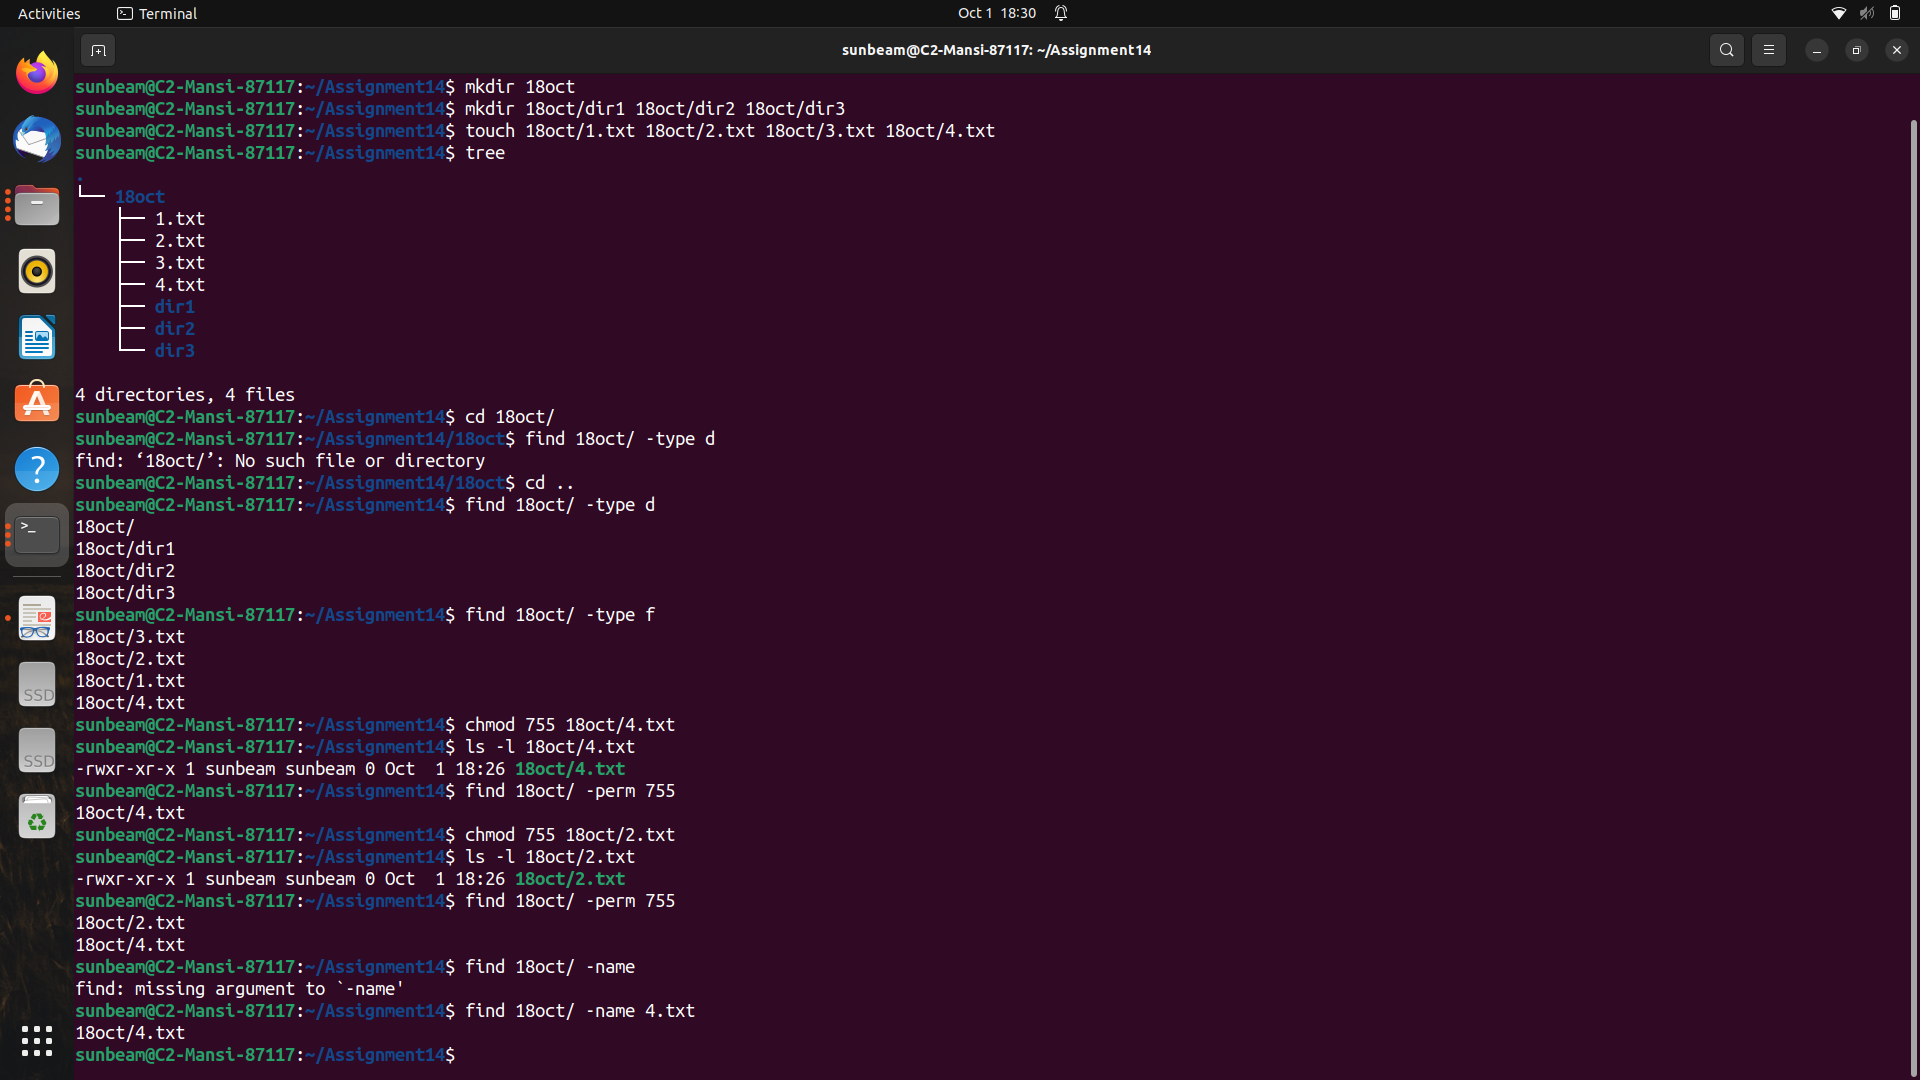 Activities Terminal Oct 1 18:30
sunbeam@C2-Mansi-87117: ~/Assignment14
sunbeam@C2-Mansi-87117:~/Assignment14$ mkdir 18oct
sunbeam@C2-Mansi-87117:~/Assignment14$ mkdir 18oct/dir1 18oct/dir2 18oct/dir3
sunbeam@C2-Mansi-87117:~/Assignment14$ touch 18oct/1.txt 18oct/2.txt 18oct/3.txt 18oct/4.txt
sunbeam@C2-Mansi-87117:~/Assignment14$ tree
.
└── 18oct
    ├── 1.txt
    ├── 2.txt
    ├── 3.txt
    ├── 4.txt
    ├── dir1
    ├── dir2
    └── dir3
4 directories, 4 files
sunbeam@C2-Mansi-87117:~/Assignment14$ cd 18oct/
sunbeam@C2-Mansi-87117:~/Assignment14/18oct$ find 18oct/ -type d
find: ‘18oct/’: No such file or directory
sunbeam@C2-Mansi-87117:~/Assignment14/18oct$ cd ..
sunbeam@C2-Mansi-87117:~/Assignment14$ find 18oct/ -type d
18oct/
18oct/dir1
18oct/dir2
18oct/dir3
sunbeam@C2-Mansi-87117:~/Assignment14$ find 18oct/ -type f
18oct/3.txt
18oct/2.txt
18oct/1.txt
18oct/4.txt
sunbeam@C2-Mansi-87117:~/Assignment14$ chmod 755 18oct/4.txt
sunbeam@C2-Mansi-87117:~/Assignment14$ ls -l 18oct/4.txt
-rwxr-xr-x 1 sunbeam sunbeam 0 Oct  1 18:26 18oct/4.txt
sunbeam@C2-Mansi-87117:~/Assignment14$ find 18oct/ -perm 755
18oct/4.txt
sunbeam@C2-Mansi-87117:~/Assignment14$ chmod 755 18oct/2.txt
sunbeam@C2-Mansi-87117:~/Assignment14$ ls -l 18oct/2.txt
-rwxr-xr-x 1 sunbeam sunbeam 0 Oct  1 18:26 18oct/2.txt
sunbeam@C2-Mansi-87117:~/Assignment14$ find 18oct/ -perm 755
18oct/2.txt
18oct/4.txt
sunbeam@C2-Mansi-87117:~/Assignment14$ find 18oct/ -name
find: missing argument to `-name'
sunbeam@C2-Mansi-87117:~/Assignment14$ find 18oct/ -name 4.txt
18oct/4.txt
sunbeam@C2-Mansi-87117:~/Assignment14$
SSD
SSD